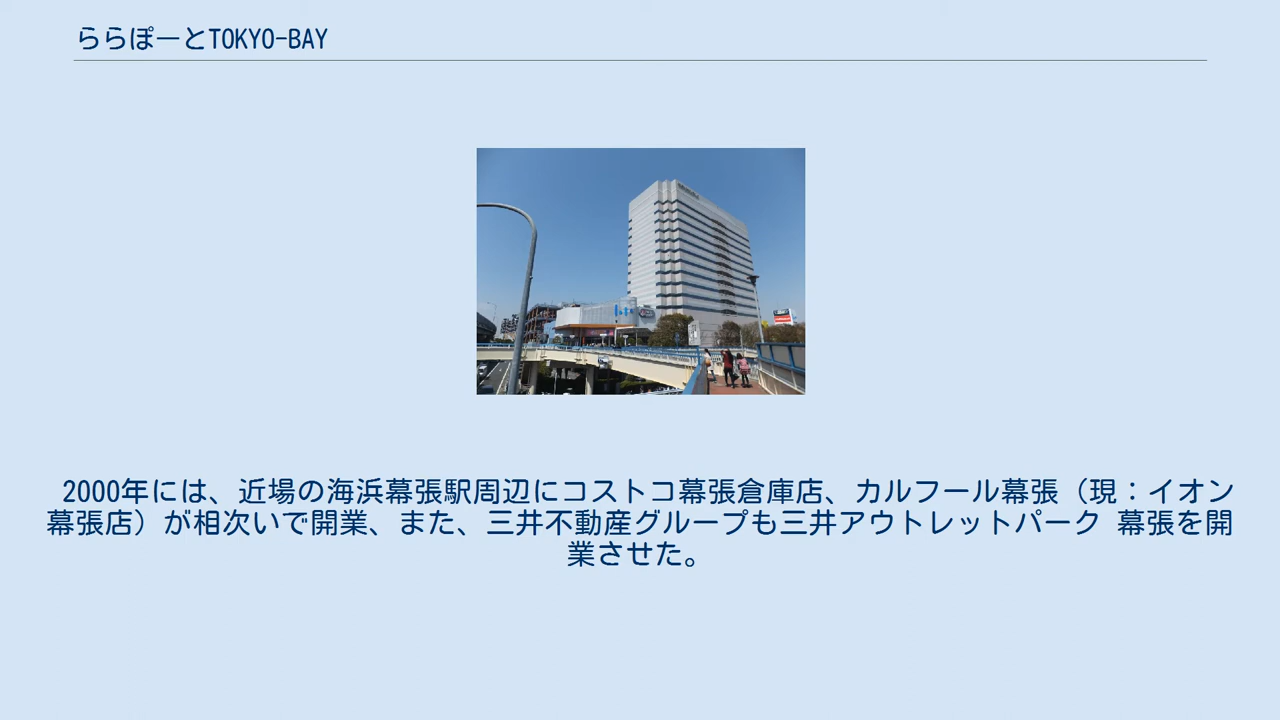 ららぽーとTOKYO-BAY
2000年には、近場の海浜幕張駅周辺にコストコ幕張倉庫店、カルフール幕張（現：イオン
幕張店）が相次いで開業、また、三井不動産グループも三井アウトレットパーク 幕張を開
業させた。